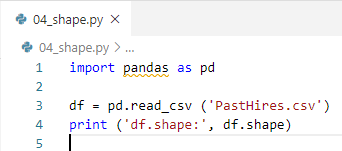 04_shape.py ×
04_shape.py > ...
1 import pandas as pd
2
3 df = pd.read_csv ('PastHires.csv')
4 print ('df.shape:', df.shape)
5